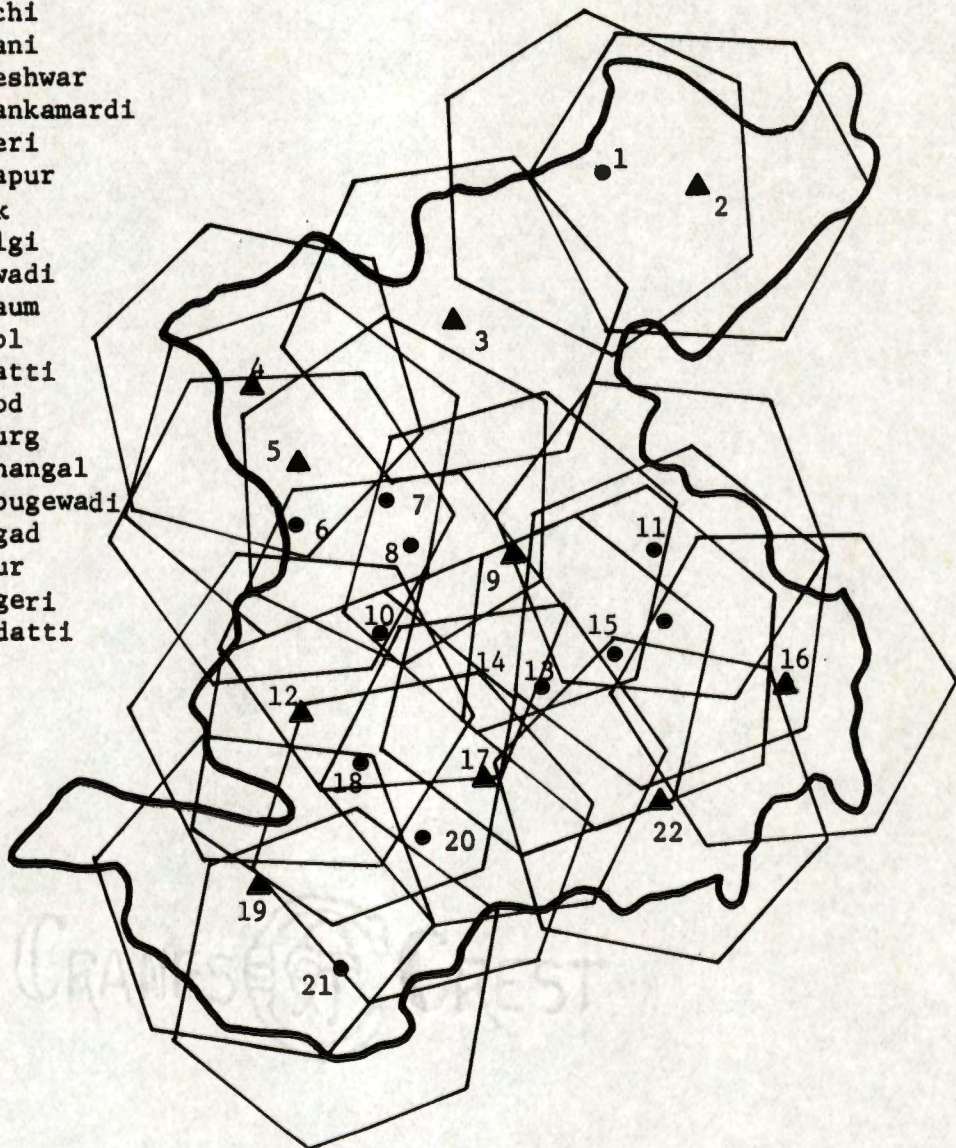 chi
ani
eshwar
ankamardi
eri
apur
k
lgi
wadi
aum
ol
atti
od
urg
hangal
ougewadi
gad
ur
geri
datti
1
2
3
4
5
6
7
8
9
10
11
12
13
14
15
16
17
18
19
20
21
22